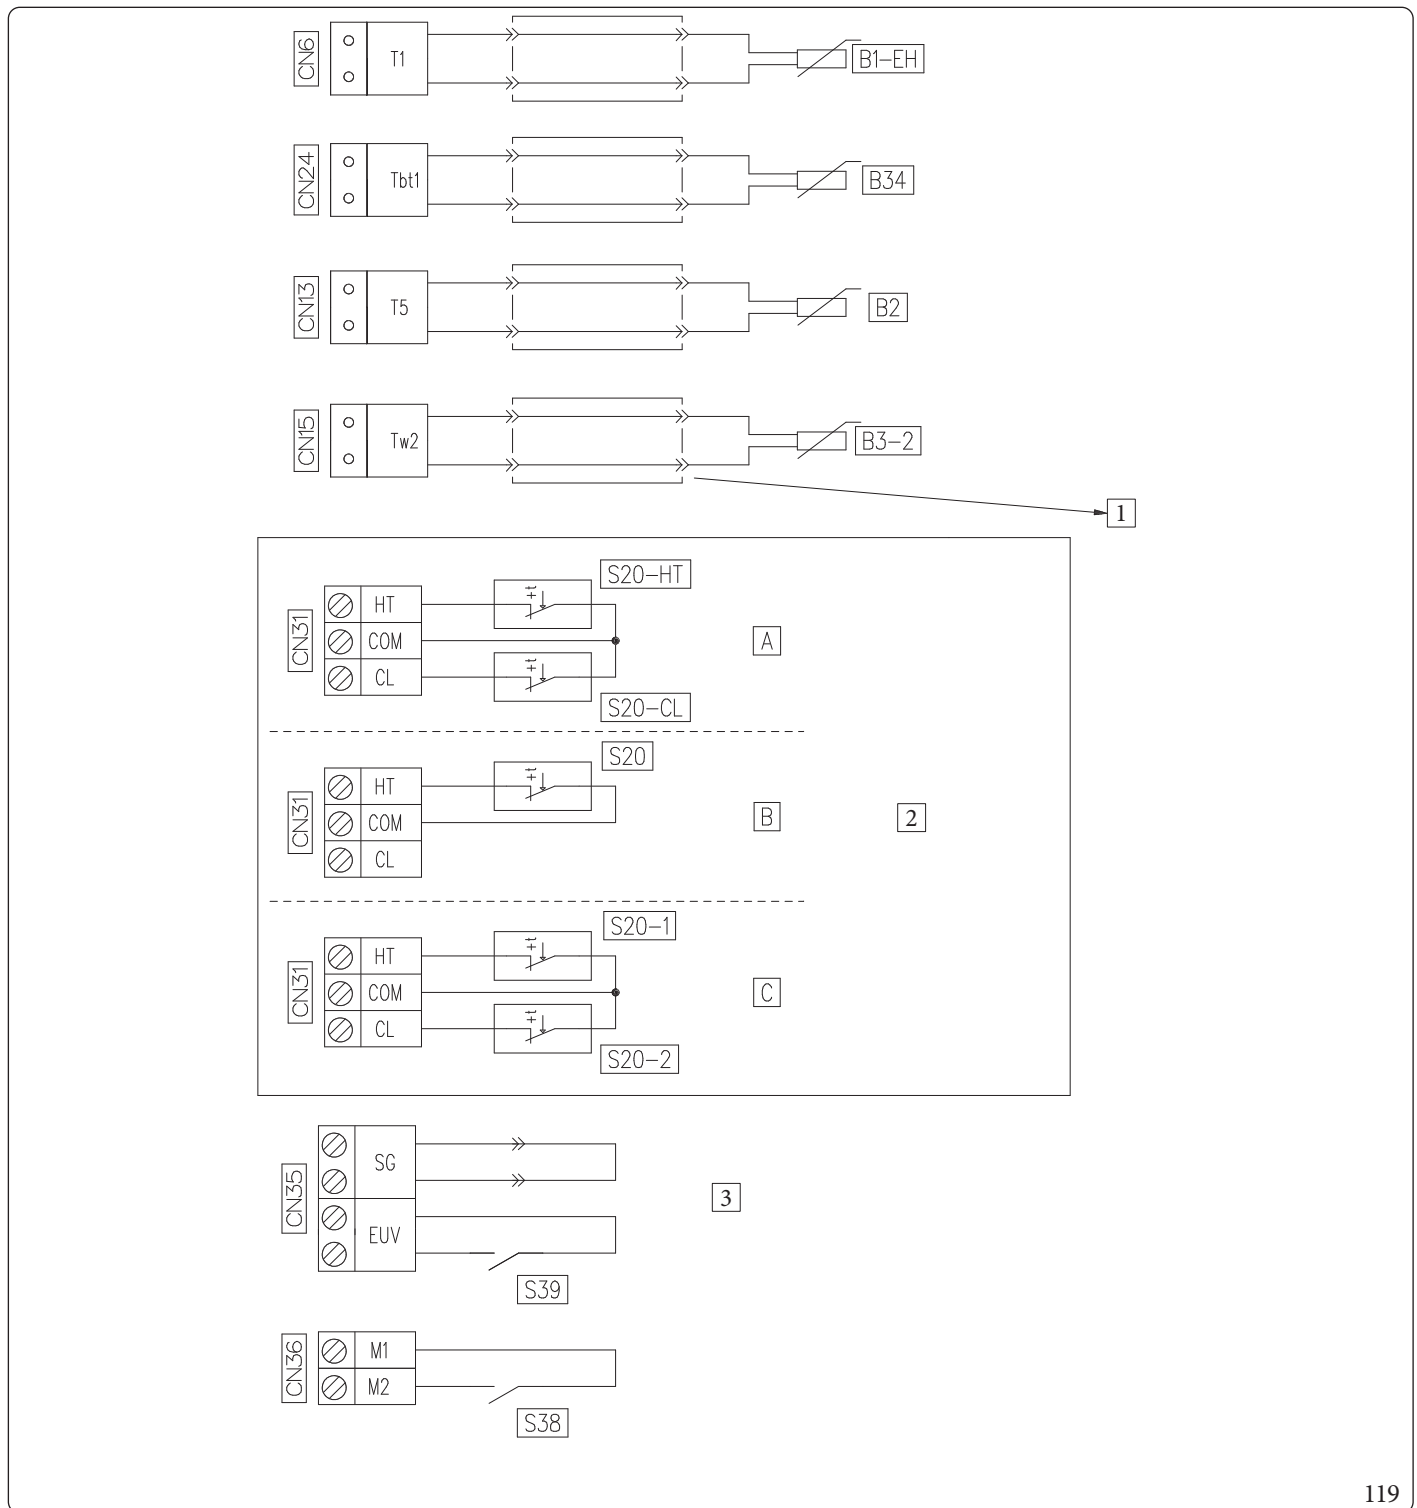 CN6
T1
B1-EH
CN24
Tbt1
B34
CN13
T5
B2
CN15
Tw2
B3-2
1
S20-HT
CN31
HT
COM
CL
+t
+t
A
S20-CL
S20
CN31
HT
COM
CL
+t
B
2
S20-1
CN31
HT
COM
CL
+t
+t
C
S20-2
CN35
SG
EUV
3
S39
CN36
M1
M2
S38
119